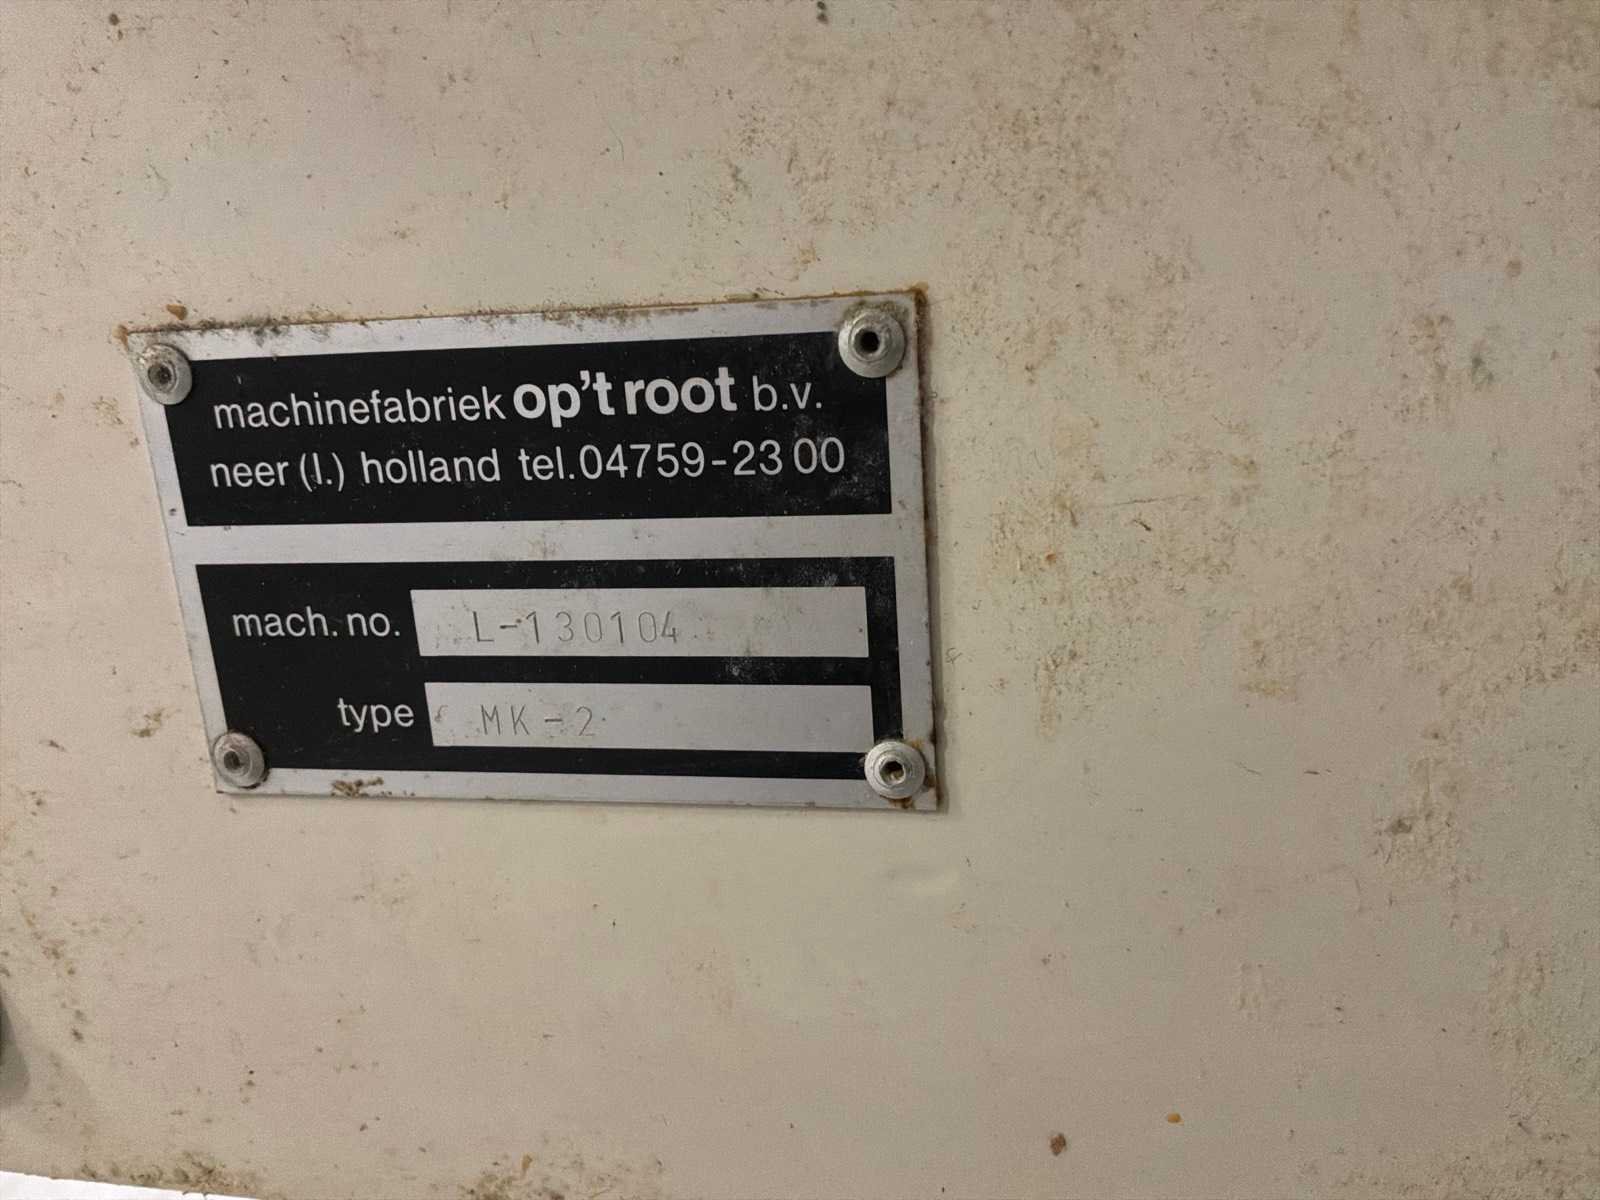 machinefabriek op't root b.v.
neer (l.) holland tel.04759-23 00
mach. no. L-130104
type MK-2